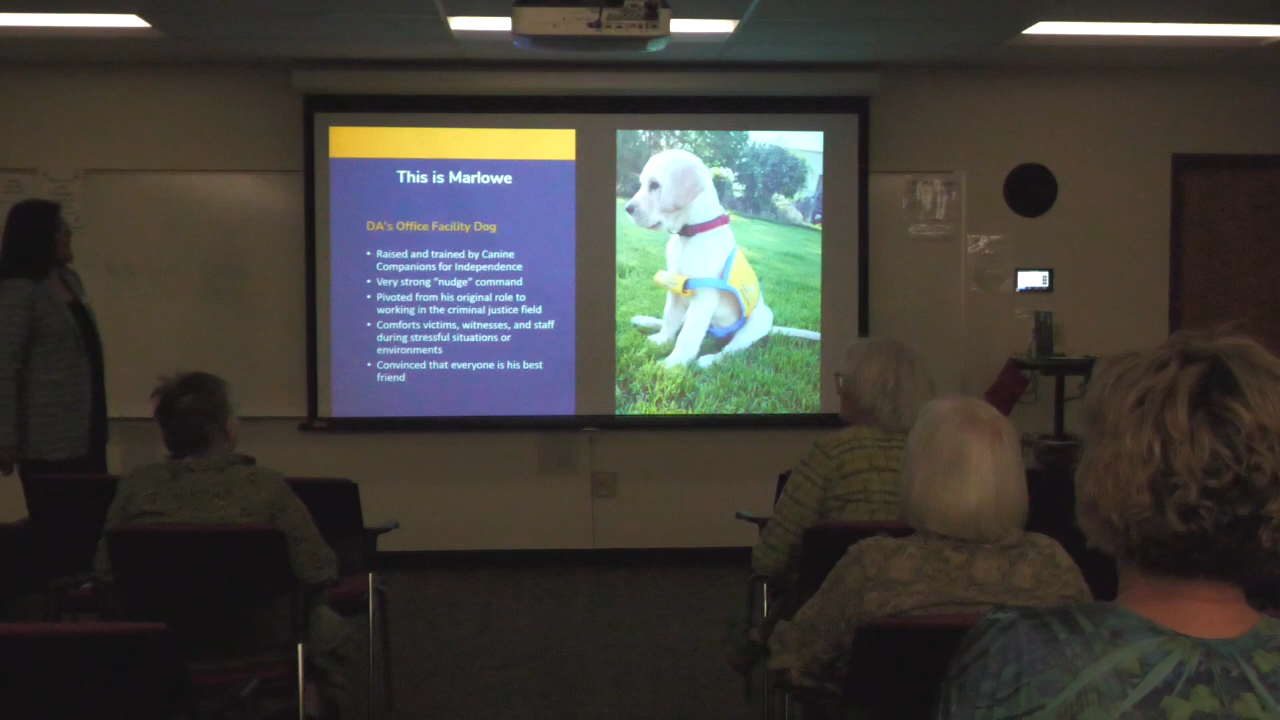 This is Marlowe
DA's Office Facility Dog
• Raised and trained by Canine
Companions for Independence
• Very strong "nudge" command
• Pivoted from his original role to
working in the criminal justice field
• Comforts victims, witnesses, and staff
during stressful situations or
environments
• Convinced that everyone is his best
friend